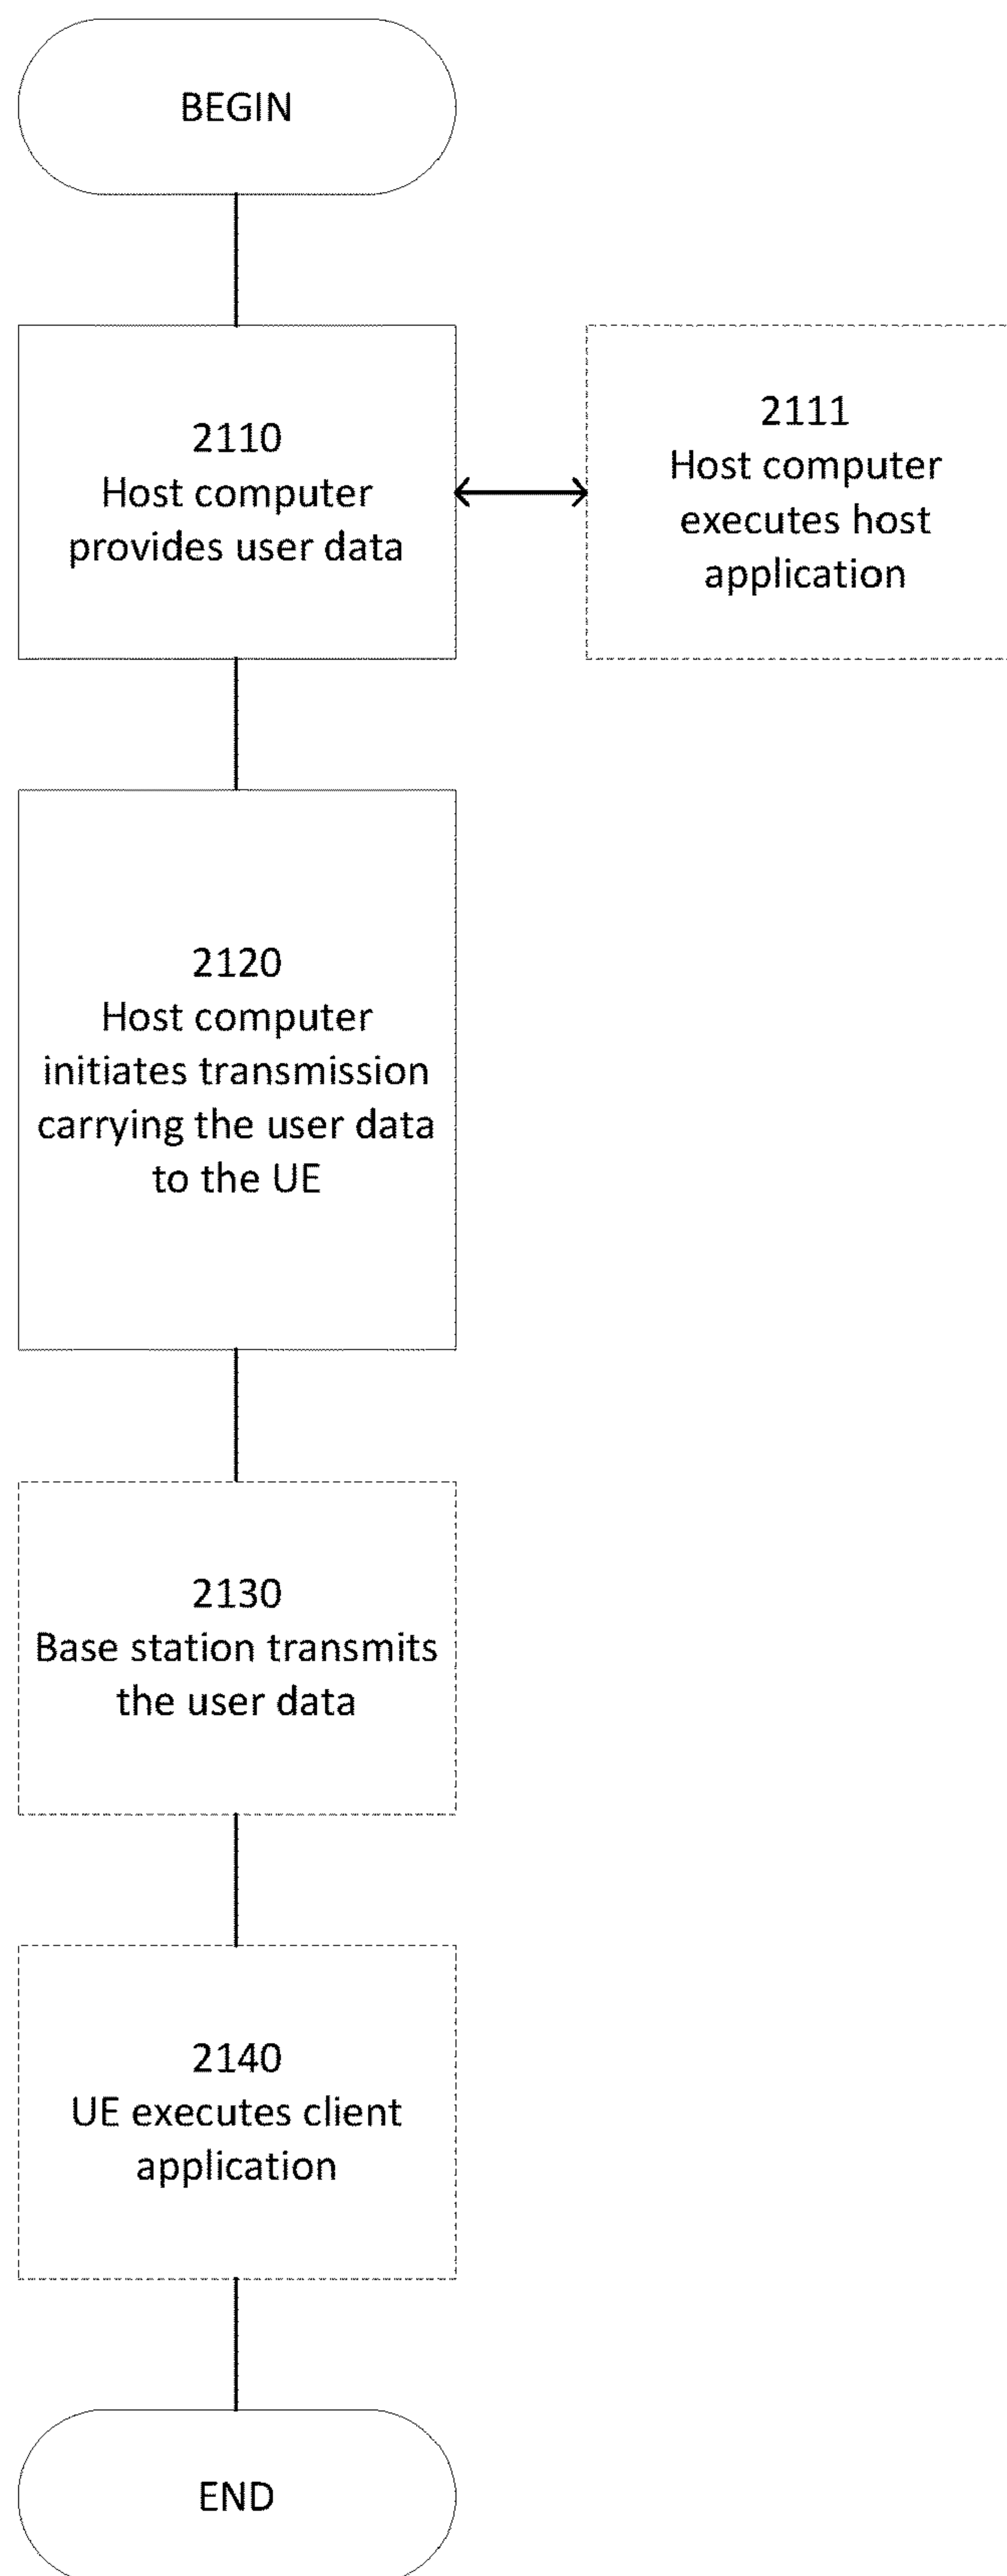 BEGIN
2110
Host computer
provides user data
2111
Host computer
executes host
application
2120
Host computer
initiates transmission
carrying the user data
to the UE
2130
Base station transmits
the user data
2140
UE executes client
application
END